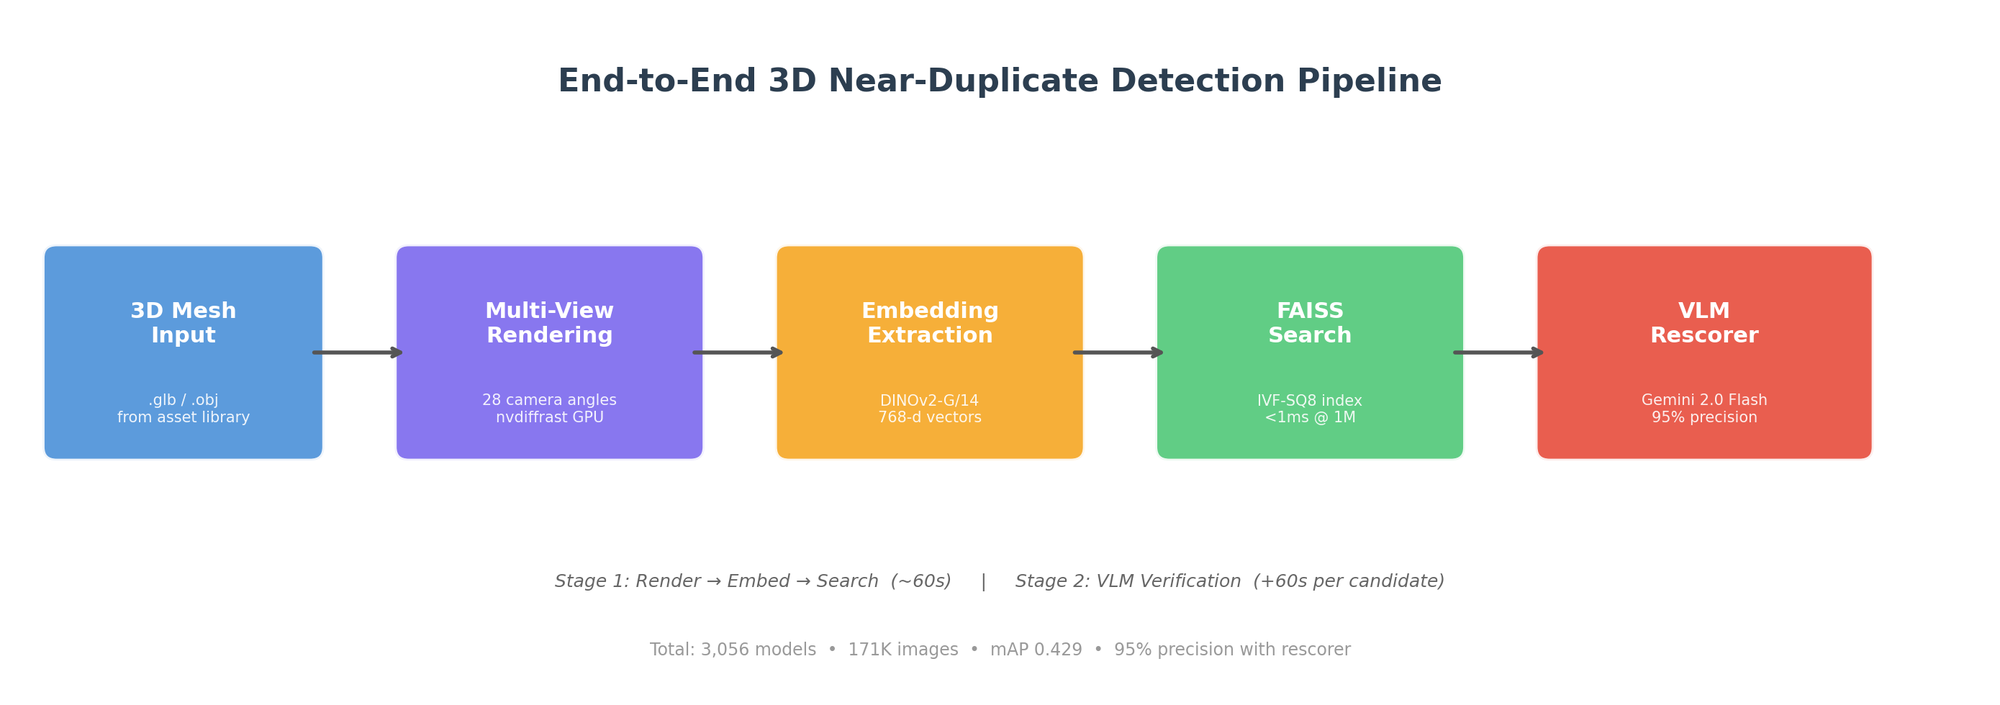 End-to-End 3D Near-Duplicate Detection Pipeline
3D Mesh
Input
.glb / .obj
from asset library
Multi-View
Rendering
28 camera angles
nvdiffrast GPU
Embedding
Extraction
DINOv2-G/14
768-d vectors
FAISS
Search
IVF-SQ8 index
<1ms @ 1M
VLM
Rescorer
Gemini 2.0 Flash
95% precision
Stage 1: Render → Embed → Search (~60s) | Stage 2: VLM Verification (+60s per candidate)
Total: 3,056 models • 171K images • mAP 0.429 • 95% precision with rescorer